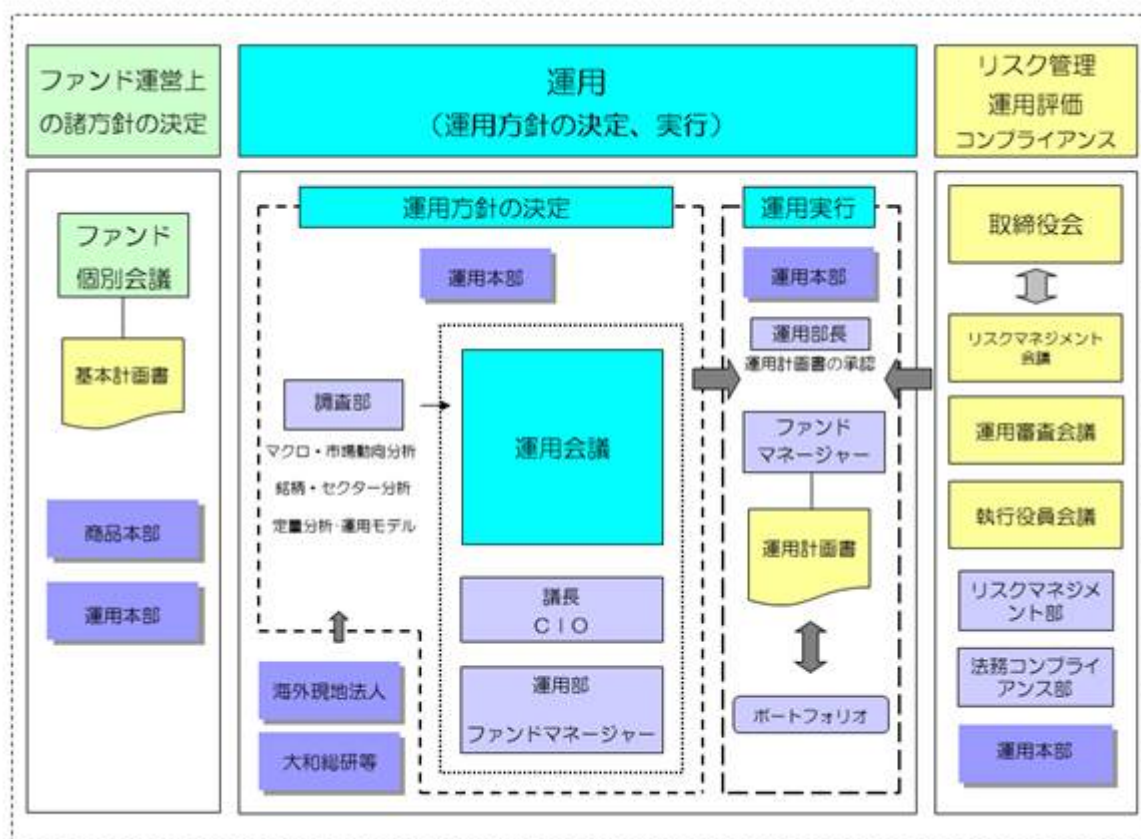 ファンド運営上
の諸方針の決定
運用
（運用方針の決定、実行）
リスク管理
運用評価
コンプライアンス
ファンド
個別会議
基本計画書
商品本部
運用本部
運用方針の決定
運用本部
調査部
マクロ・市場動向分析
銘柄・セクター分析
定量分析・運用モデル
運用会議
議長
ＣＩＯ
運用部
ファンドマネージャー
海外現地法人
大和総研等
運用実行
運用本部
運用部長
運用計画書の承認
ファンド
マネージャー
運用計画書
ポートフォリオ
取締役会
リスクマネジメント
会議
運用審査会議
執行役員会議
リスクマネジメ
ント部
法務コンプライ
アンス部
運用本部